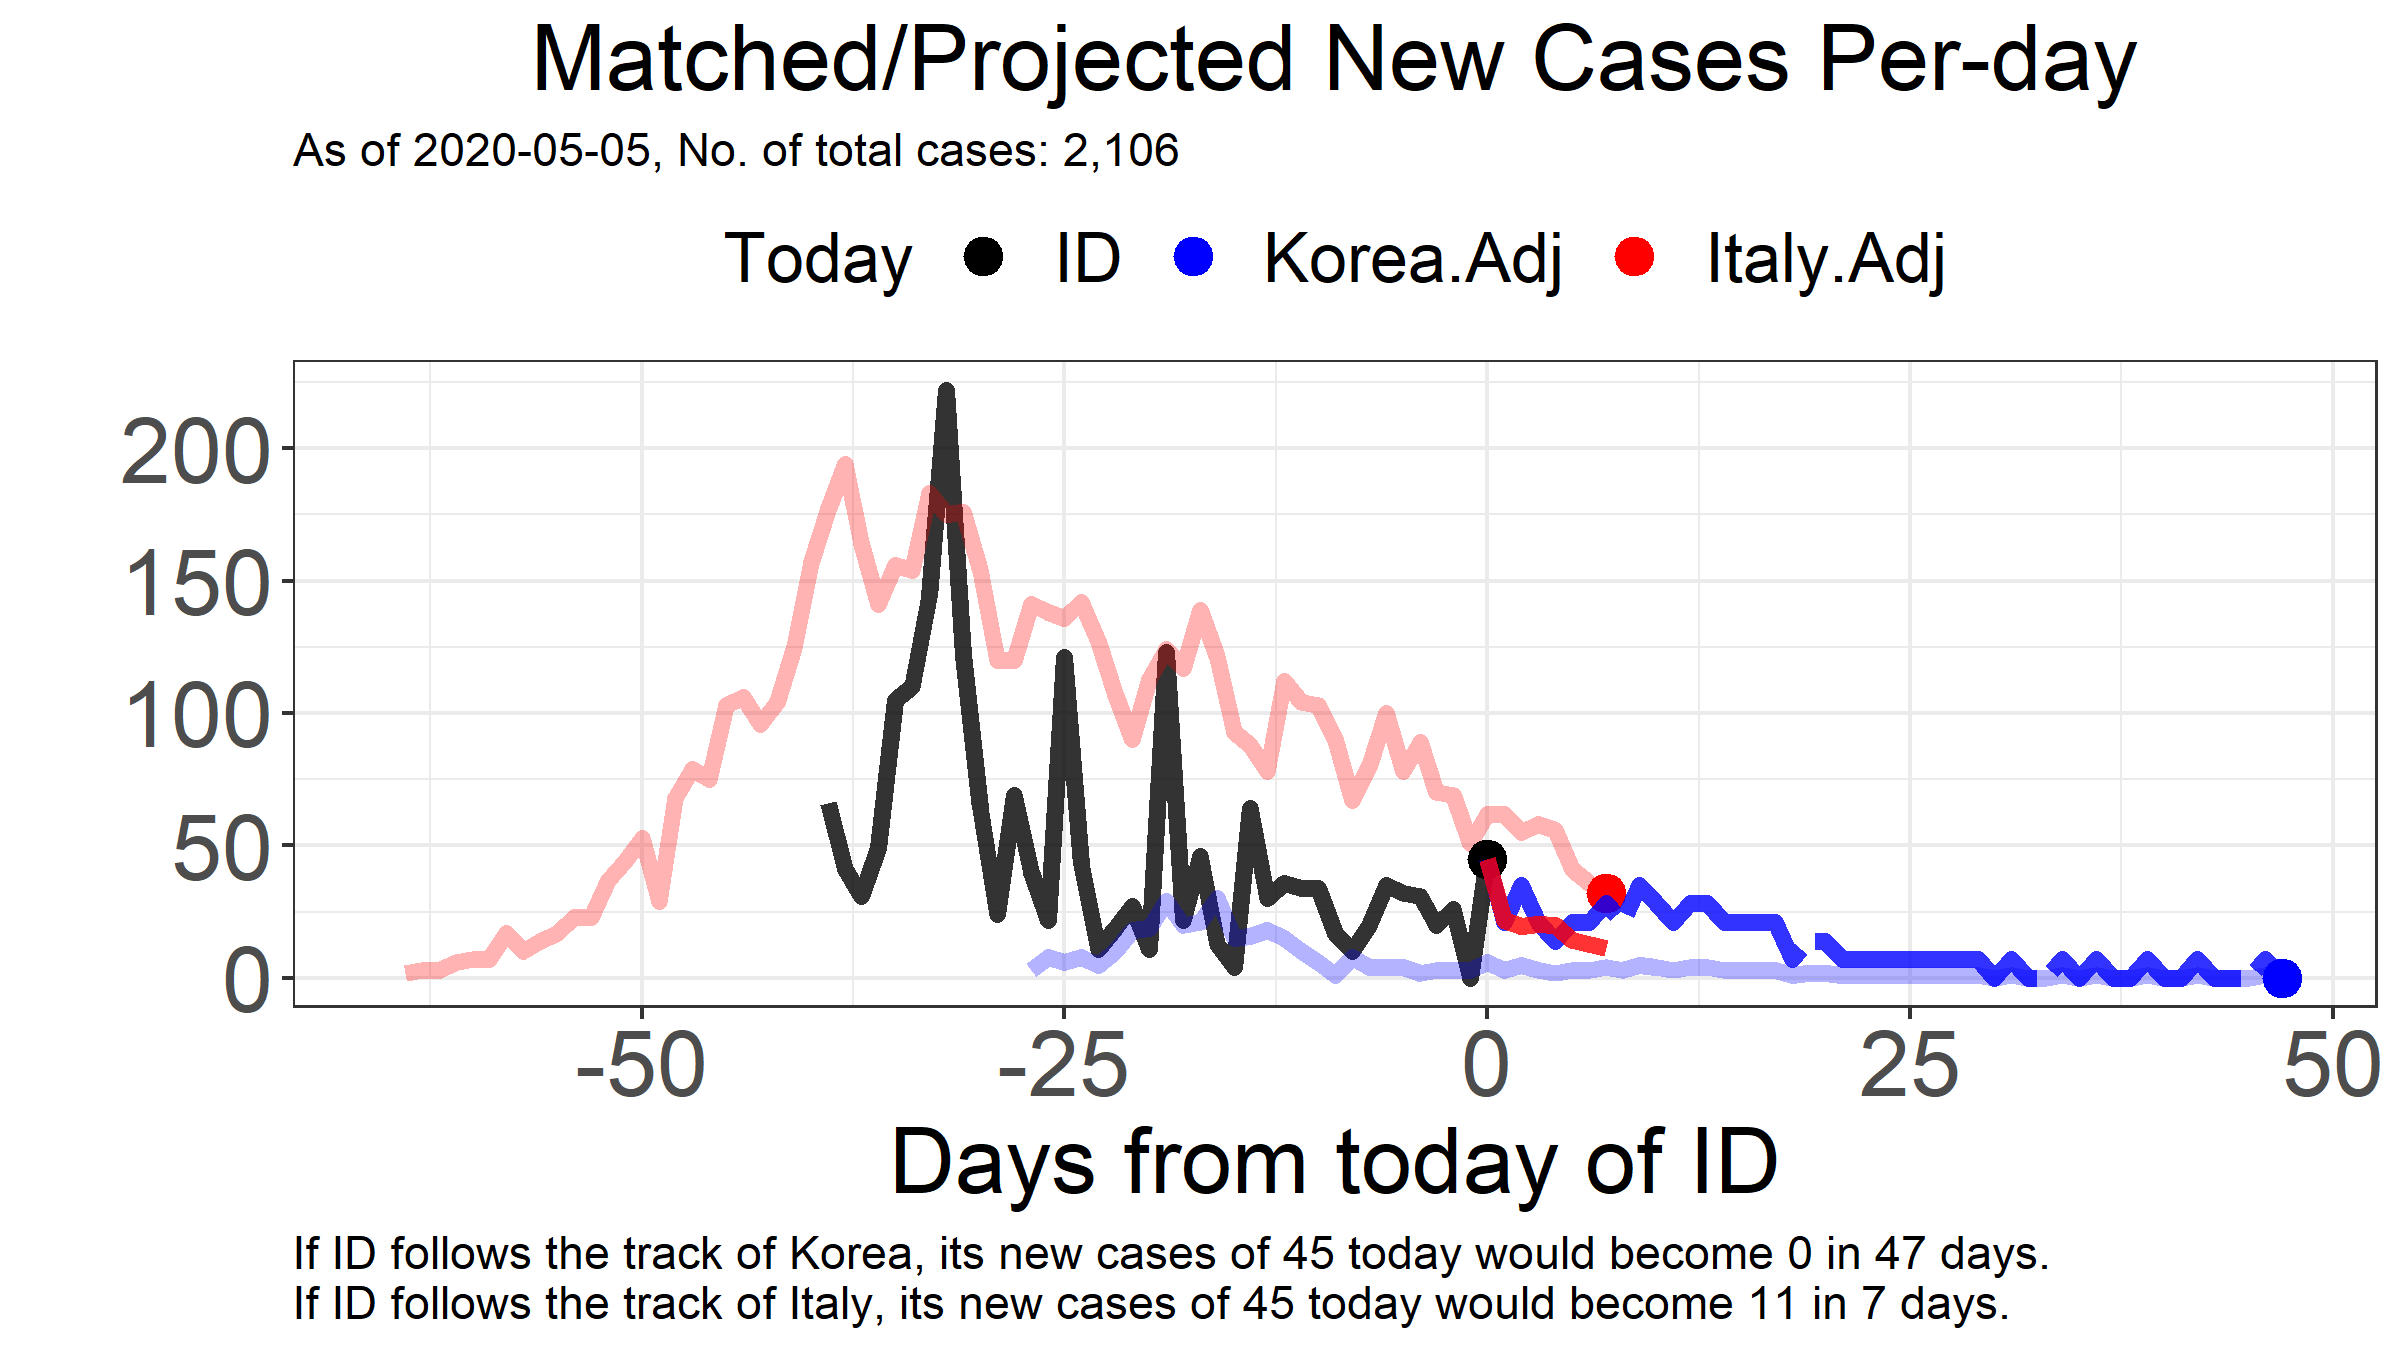 Matched/Projected New Cases Per-day
As of 2020-05-05, No. of total cases: 2,106
Today ID Korea.Adj Italy.Adj
200
150
100
50
0
-50 -25 0 25 50
Days from today of ID
If ID follows the track of Korea, its new cases of 45 today would become 0 in 47 days.
If ID follows the track of Italy, its new cases of 45 today would become 11 in 7 days.